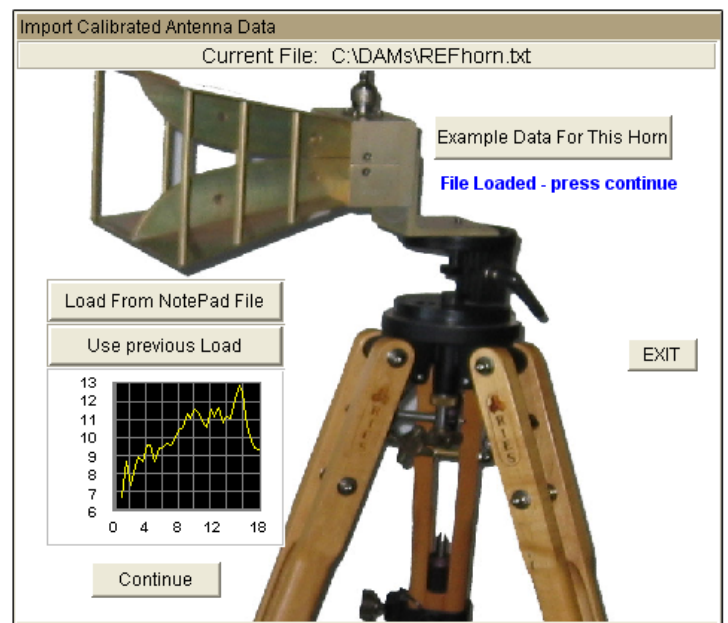 Import Calibrated Antenna Data
Current File: C:\DAMs\REFhorn.txt
Example Data For This Horn
File Loaded - press continue
Load From NotePad File
Use previous Load
EXIT
13
12
11
10
9
8
7
6
0 4 8 12 18
Continue
RIES
RIES